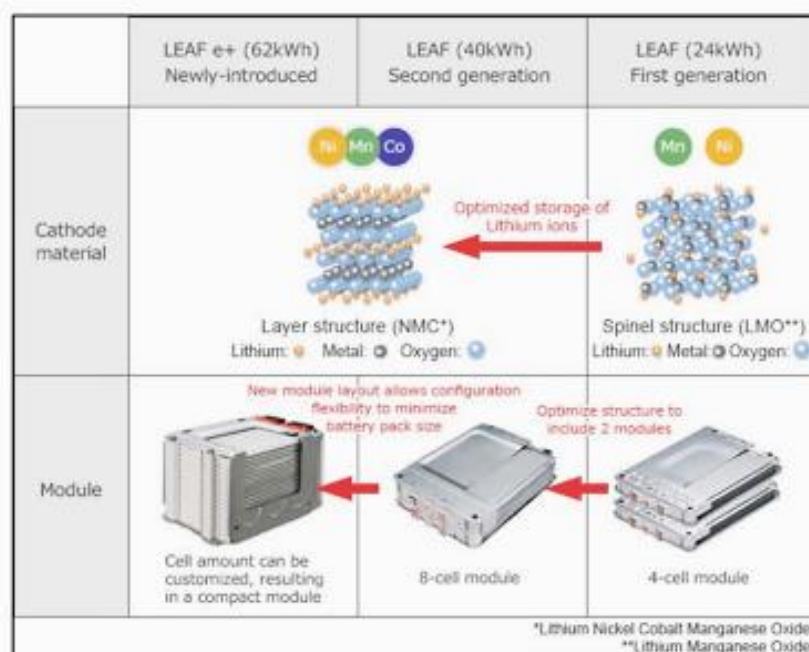 LEAF e+ (62kWh)
Newly-introduced
LEAF (40kWh)
Second generation
LEAF (24kWh)
First generation
Cathode
material
Ni Mn Co
Mn Ni
Optimized storage of
Lithium ions
Layer structure (NMC*)
Lithium: Metal: Oxygen:
Spinel structure (LMO**)
Lithium: Metal: Oxygen:
Module
New module layout allows configuration
flexibility to minimize
battery pack size
Optimize structure to
include 2 modules
Cell amount can be
customized, resulting
in a compact module
8-cell module
4-cell module
*Lithium Nickel Cobalt Manganese Oxide
**Lithium Manganese Oxide